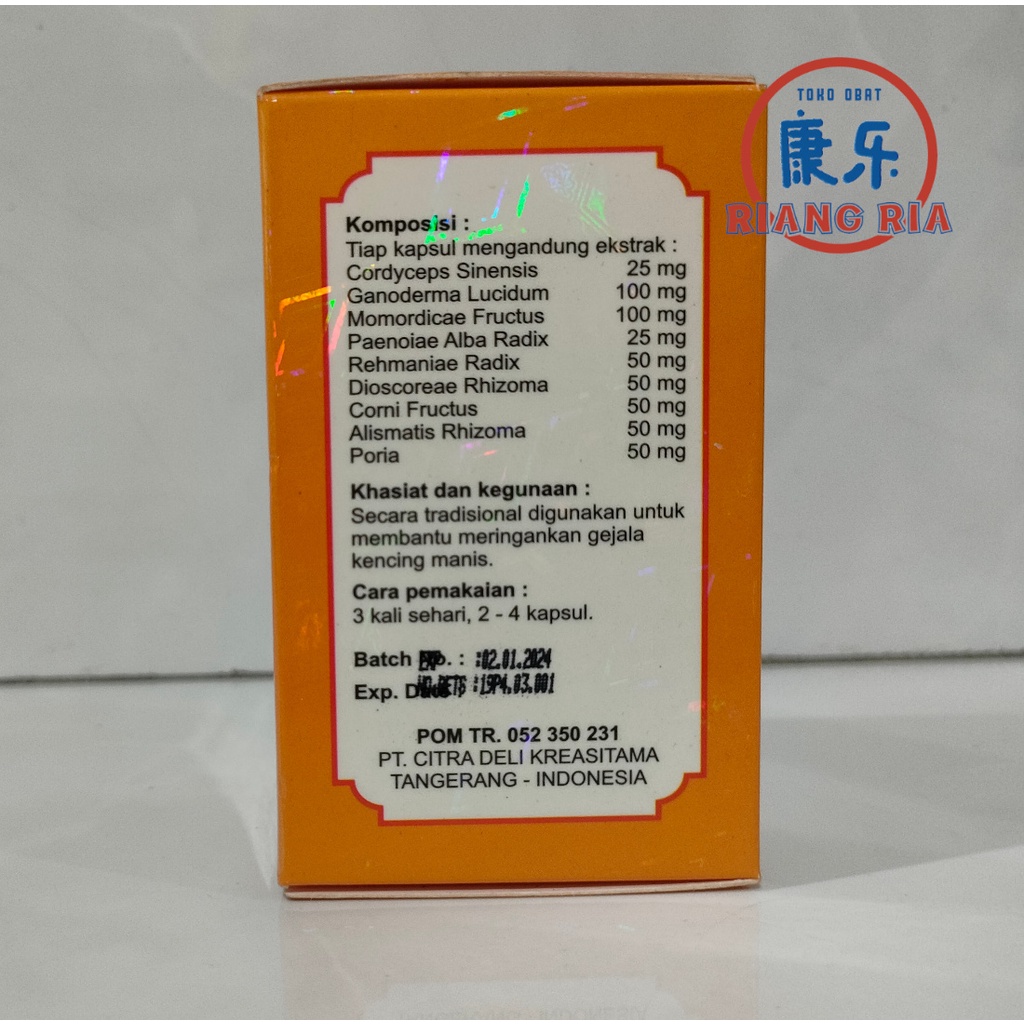 TOKO OBAT
康乐
RIANG RIA
Komposisi :
Tiap kapsul mengandung ekstrak :
Cordyceps Sinensis 25 mg
Ganoderma Lucidum 100 mg
Momordicae Fructus 100 mg
Paenoiae Alba Radix 25 mg
Rehmaniae Radix 50 mg
Dioscoreae Rhizoma 50 mg
Corni Fructus 50 mg
Alismatis Rhizoma 50 mg
Poria 50 mg
Khasiat dan kegunaan :
Secara tradisional digunakan untuk
membantu meringankan gejala
kencing manis.
Cara pemakaian :
3 kali sehari, 2 - 4 kapsul.
Batch : :02.01.2024
Exp. :19P4.03.001
POM TR. 052 350 231
PT. CITRA DELI KREASITAMA
TANGERANG - INDONESIA